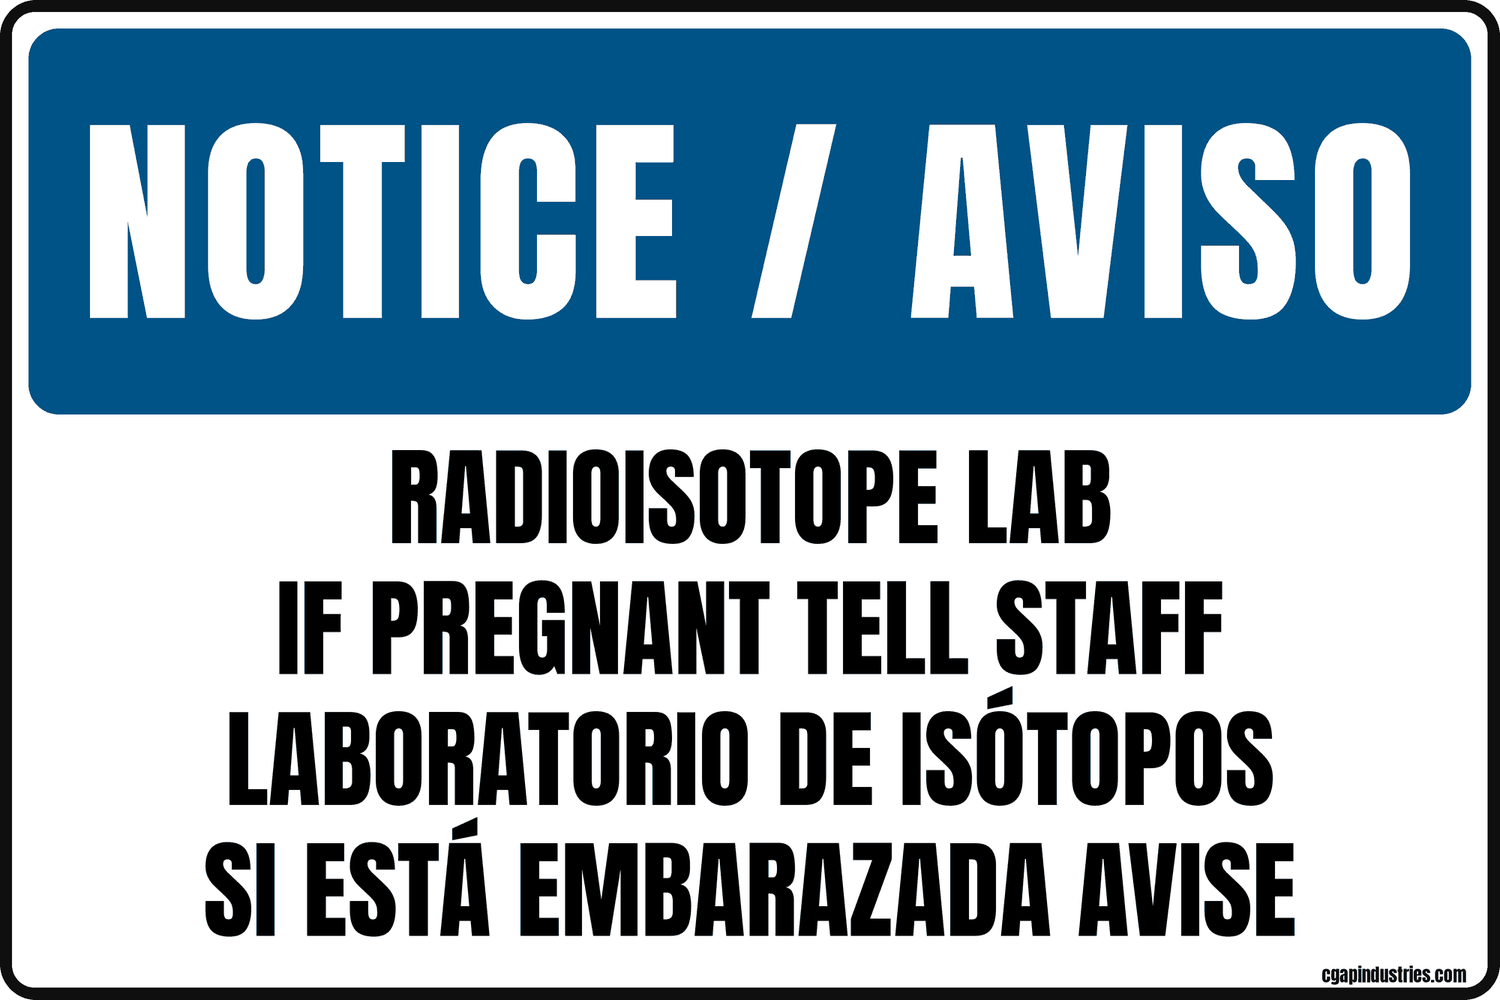 NOTICE / AVISO
RADIOISOTOPE LAB
IF PREGNANT TELL STAFF
LABORATORIO DE ISÓTOPOS
SI ESTÁ EMBARAZADA AVISE
cgapindustries.com